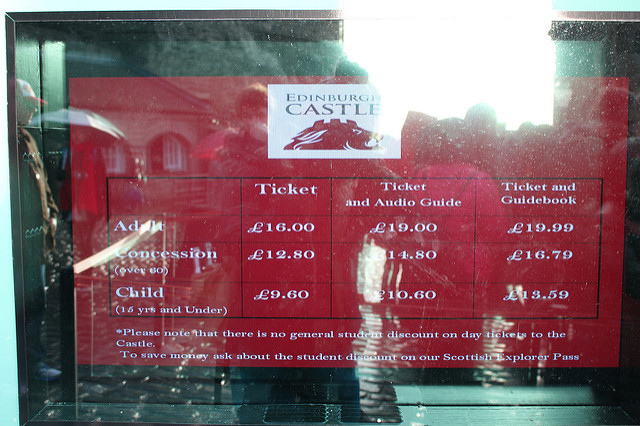 EDINBURGH
CASTLE
Ticket
Ticket
and Audio Guide
Ticket and
Guidebook
Adult £16.00 £19.00 £19.99
Concession £12.80 £14.80 £16.79
(over 60)
Child £9.60 £10.60 £13.59
(15 yrs and Under)
*Please note that there is no general student discount on day tickets to the
Castle.
To save money ask about the student discount on our Scottish Explorer Pass